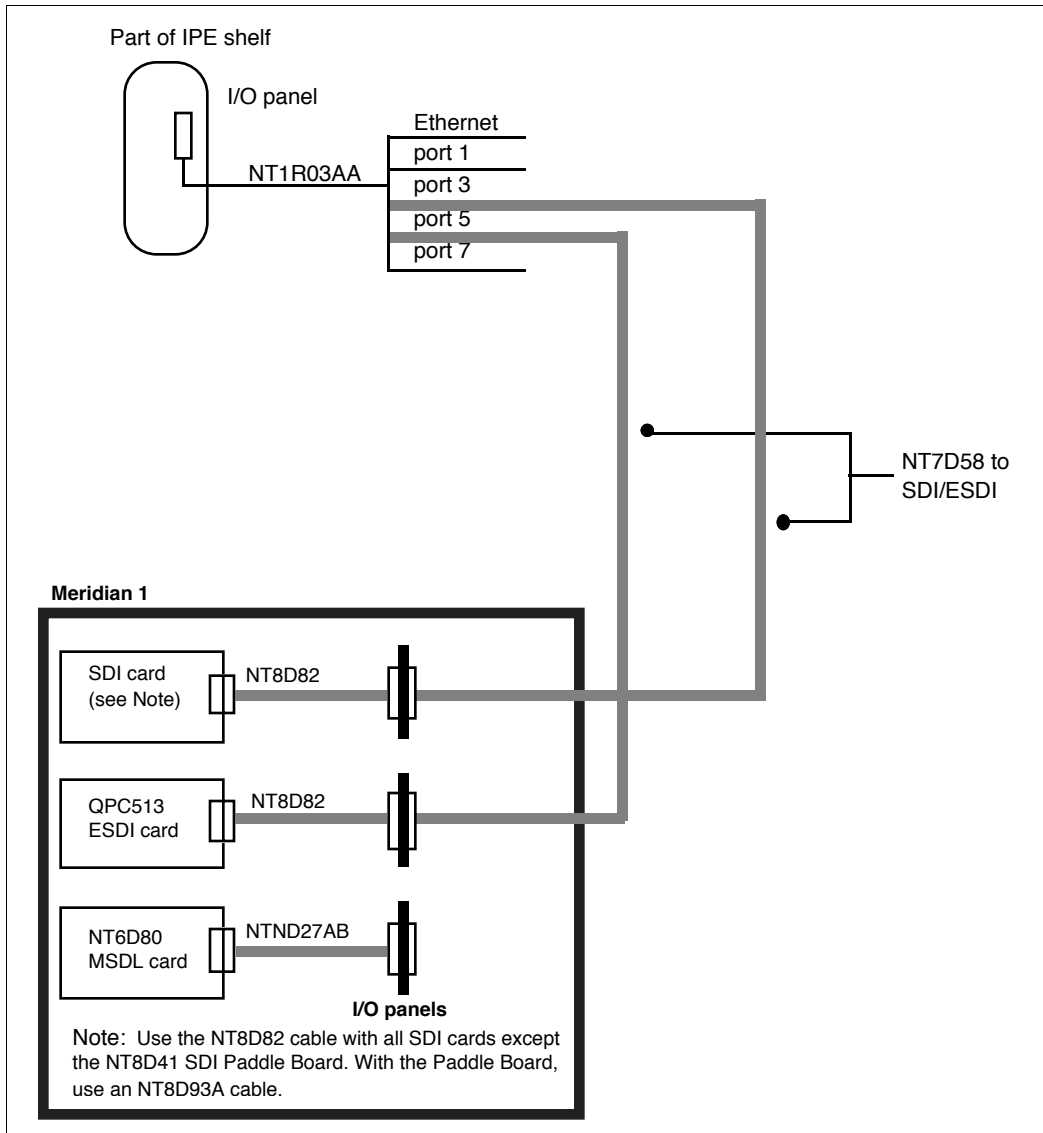 Part of IPE shelf
I/O panel
Ethernet
port 1
NT1R03AA
port 3
port 5
port 7
NT7D58 to
SDI/ESDI
Meridian 1
SDI card
(see Note)
NT8D82
QPC513
ESDI card
NT8D82
NT6D80
MSDL card
NTND27AB
I/O panels
Note: Use the NT8D82 cable with all SDI cards except
the NT8D41 SDI Paddle Board. With the Paddle Board,
use an NT8D93A cable.